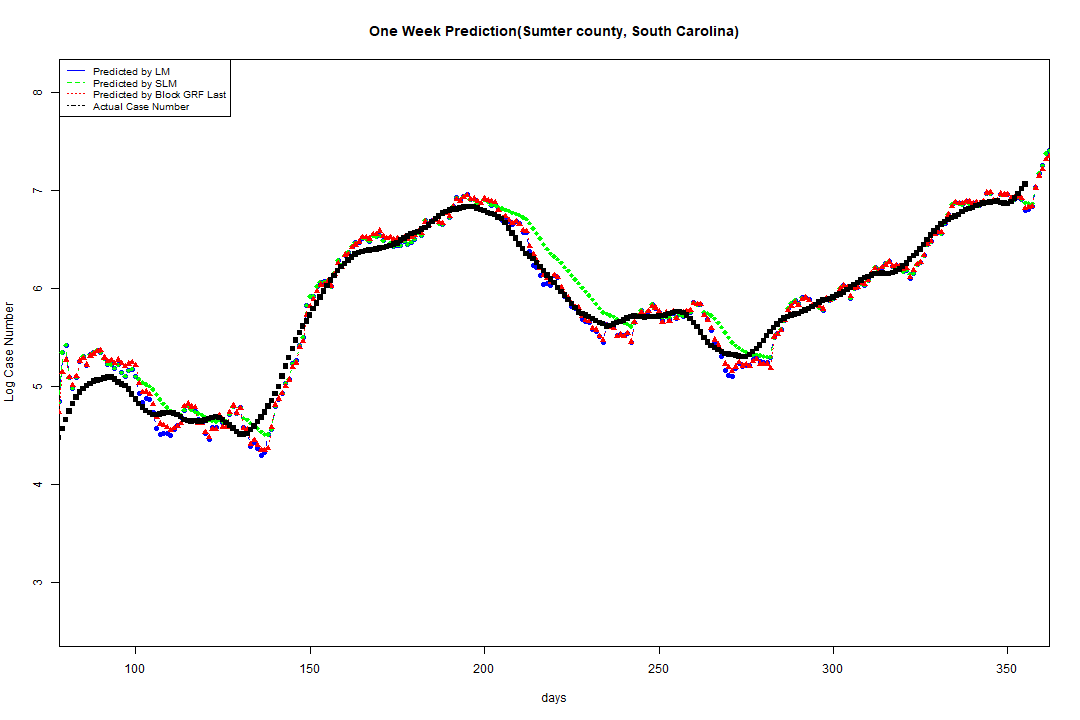 One Week Prediction(Sumter county, South Carolina)
Predicted by LM
Predicted by SLM
Predicted by Block GRF Last
Actual Case Number
8
7
6
5
4
3
Log Case Number
100 150 200 250 300 350
days